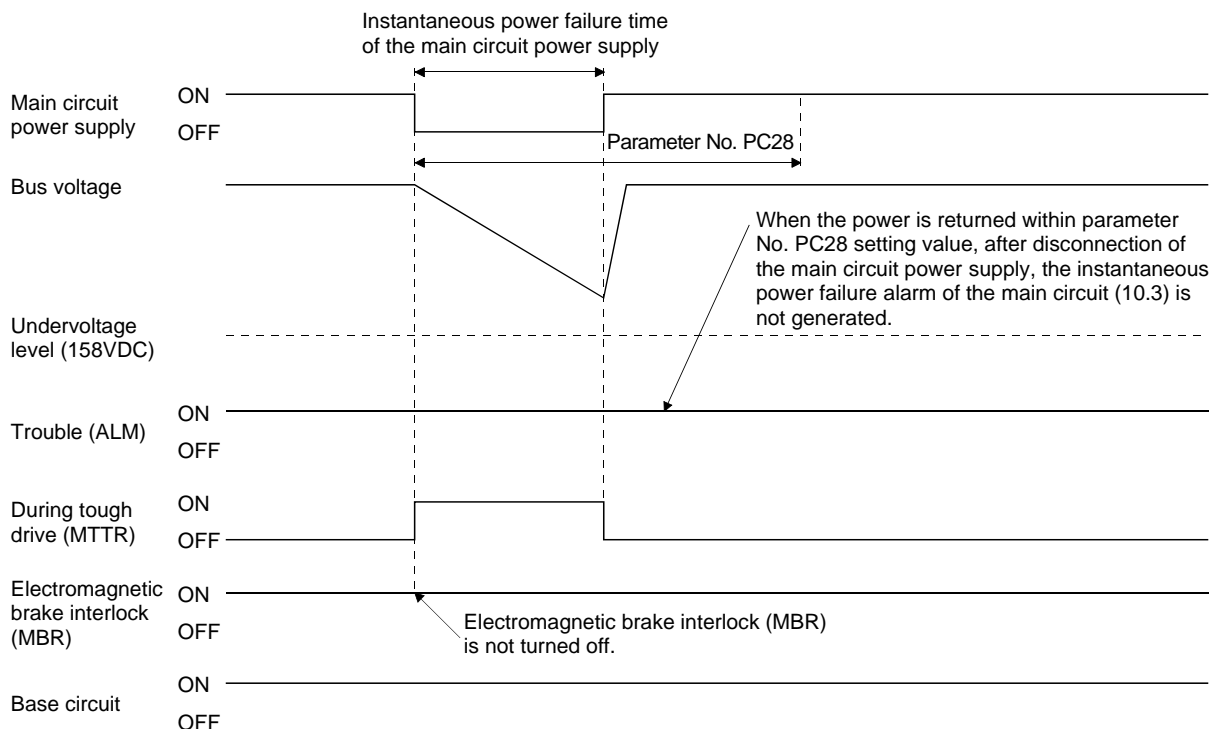 Instantaneous power failure time
of the main circuit power supply
Main circuit
power supply
ON
OFF
Parameter No. PC28
Bus voltage
When the power is returned within parameter
No. PC28 setting value, after disconnection of
the main circuit power supply, the instantaneous
power failure alarm of the main circuit (10.3) is
not generated.
Undervoltage
level (158VDC)
Trouble (ALM)
ON
OFF
During tough
drive (MTTR)
ON
OFF
Electromagnetic
brake interlock
(MBR)
ON
OFF
Electromagnetic brake interlock (MBR)
is not turned off.
Base circuit
ON
OFF